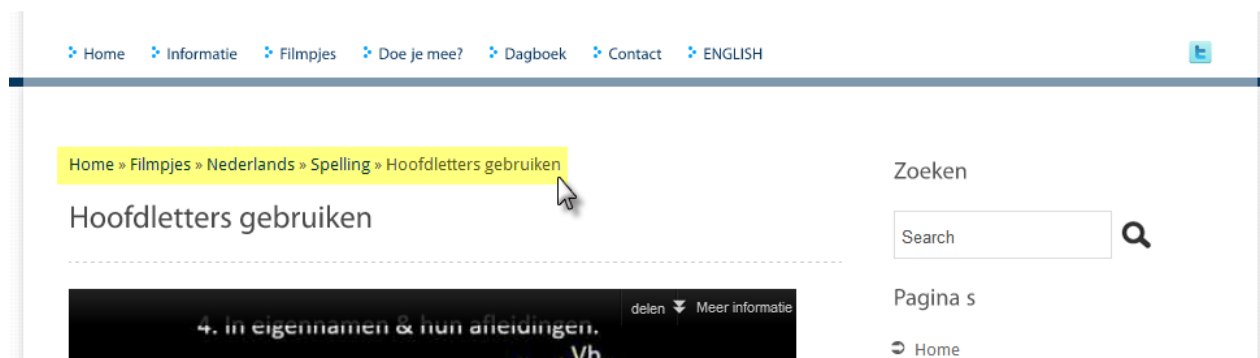 Home Informatie Filmpjes Doe je mee? Dagboek Contact ENGLISH
Home » Filmpjes » Nederlands » Spelling » Hoofdletters gebruiken
Hoofdletters gebruiken
delen Meer informatie
4. In eigennamen & hun afleidingen.
Vb
Zoeken
Search
Pagina s
Home